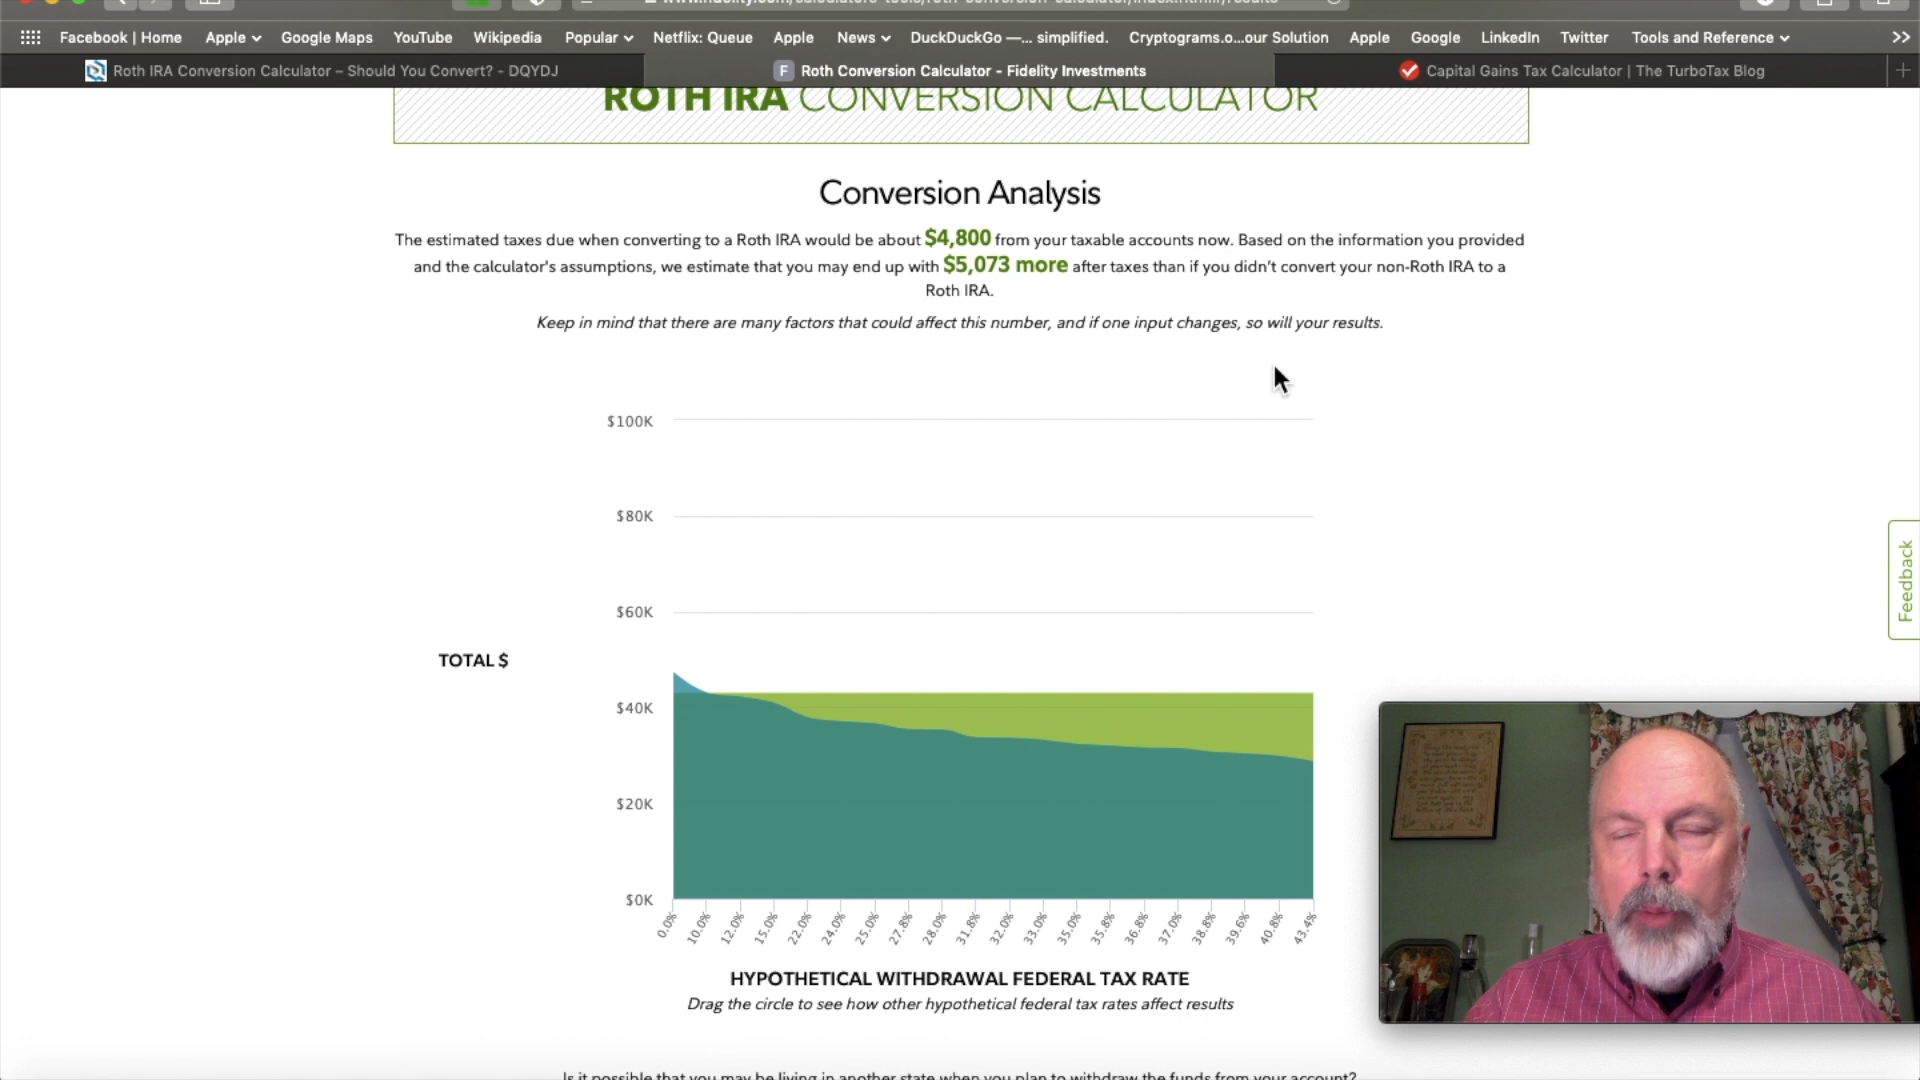 Facebook | Home Apple Google Maps YouTube Wikipedia Popular Netflix: Queue Apple News DuckDuckGo —... simplified. Cryptograms.o...our Solution Apple Google LinkedIn Twitter Tools and Reference
Roth IRA Conversion Calculator – Should You Convert? - DQYDJ
F Roth Conversion Calculator - Fidelity Investments
Capital Gains Tax Calculator | The TurboTax Blog
ROTH IRA CONVERSION CALCULATOR
Conversion Analysis
The estimated taxes due when converting to a Roth IRA would be about $4,800 from your taxable accounts now. Based on the information you provided
and the calculator's assumptions, we estimate that you may end up with $5,073 more after taxes than if you didn't convert your non-Roth IRA to a
Roth IRA.
Keep in mind that there are many factors that could affect this number, and if one input changes, so will your results.
$100K
$80K
$60K
TOTAL $
$40K
$20K
$0K
0.0% 10.0% 12.0% 15.0% 22.0% 24.0% 25.0% 27.8% 28.0% 31.8% 32.0% 33.0% 35.0% 35.8% 36.8% 37.0% 38.8% 39.6% 40.8% 43.4%
HYPOTHETICAL WITHDRAWAL FEDERAL TAX RATE
Drag the circle to see how other hypothetical federal tax rates affect results
Is it possible that you may be living in another state when you plan to withdraw the funds from your account?
Feedback